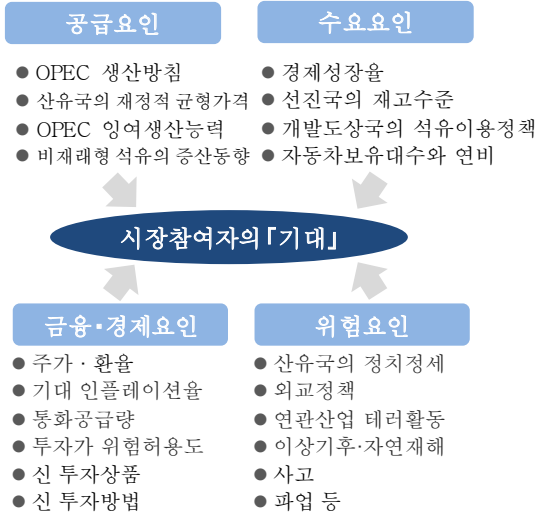 공급요인
● OPEC 생산방침
● 산유국의 재정적 균형가격
● OPEC 잉여생산능력
● 비재래형 석유의 증산동향
수요요인
● 경제성장율
● 선진국의 재고수준
● 개발도상국의 석유이용정책
● 자동차보유대수와 연비
시장참여자의「기대」
금융▪경제요인
● 주가 · 환율
● 기대 인플레이션율
● 통화공급량
● 투자가 위험허용도
● 신 투자상품
● 신 투자방법
위험요인
● 산유국의 정치정세
● 외교정책
● 연관산업 테러활동
● 이상기후·자연재해
● 사고
● 파업 등